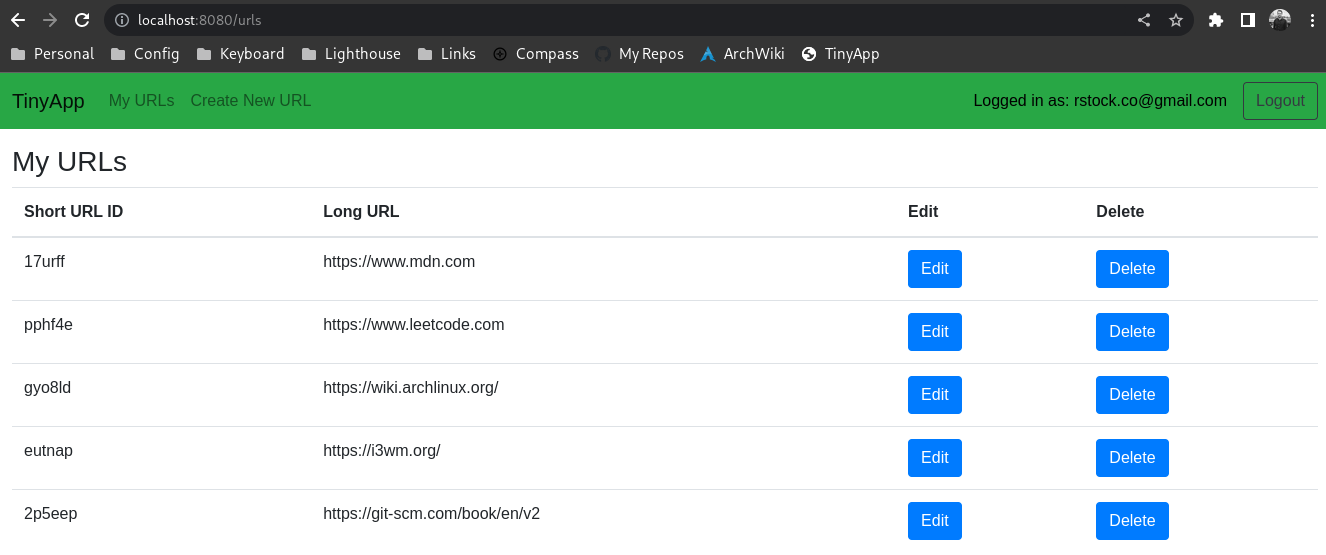 localhost:8080/urls
Personal Config Keyboard Lighthouse Links Compass My Repos ArchWiki TinyApp
TinyApp My URLs Create New URL Logged in as: rstock.co@gmail.com Logout
My URLs
Short URL ID Long URL Edit Delete
17urff https://www.mdn.com Edit Delete
pphf4e https://www.leetcode.com Edit Delete
gyo8ld https://wiki.archlinux.org/ Edit Delete
eutnap https://i3wm.org/ Edit Delete
2p5eep https://git-scm.com/book/en/v2 Edit Delete